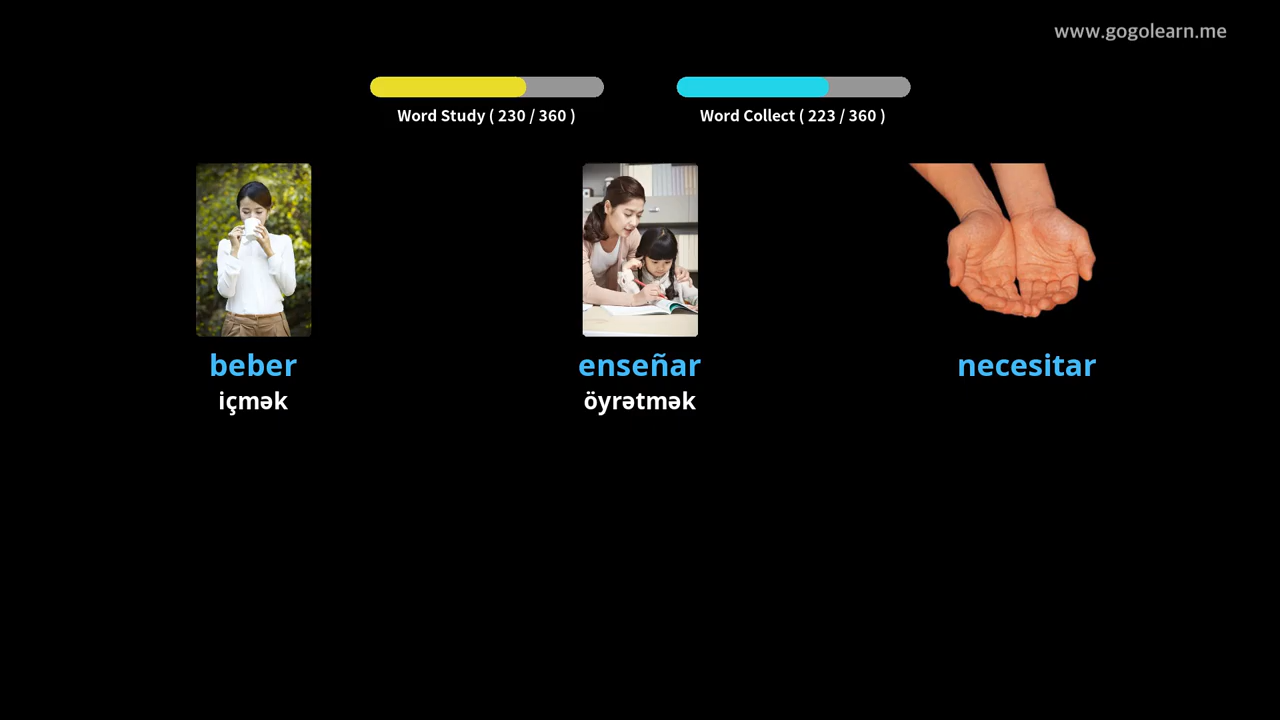 www.gogolearn.me
Word Study ( 230 / 360 )
Word Collect ( 223 / 360 )
beber
enseñar
necesitar
içmək
öyrətmək